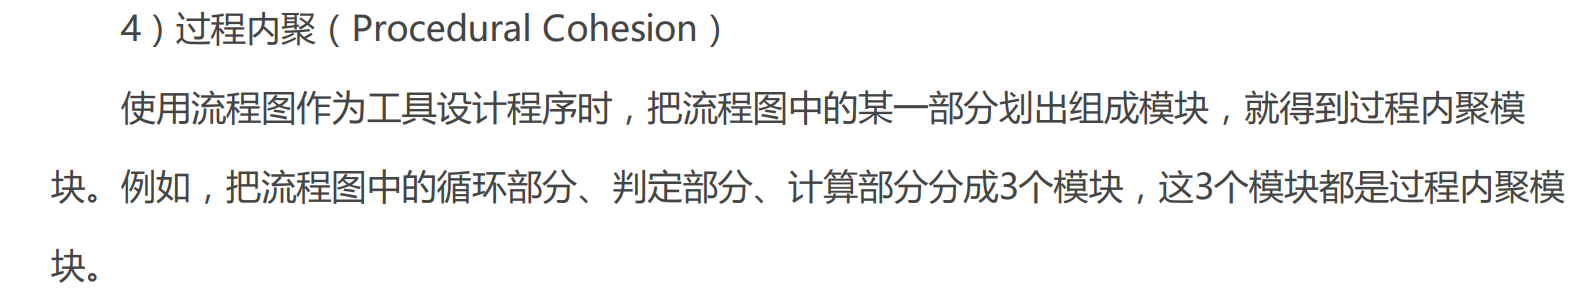 4）过程内聚（Procedural Cohesion）
使用流程图作为工具设计程序时，把流程图中的某一部分划出组成模块，就得到过程内聚模
块。例如，把流程图中的循环部分、判定部分、计算部分分成3个模块，这3个模块都是过程内聚模
块。